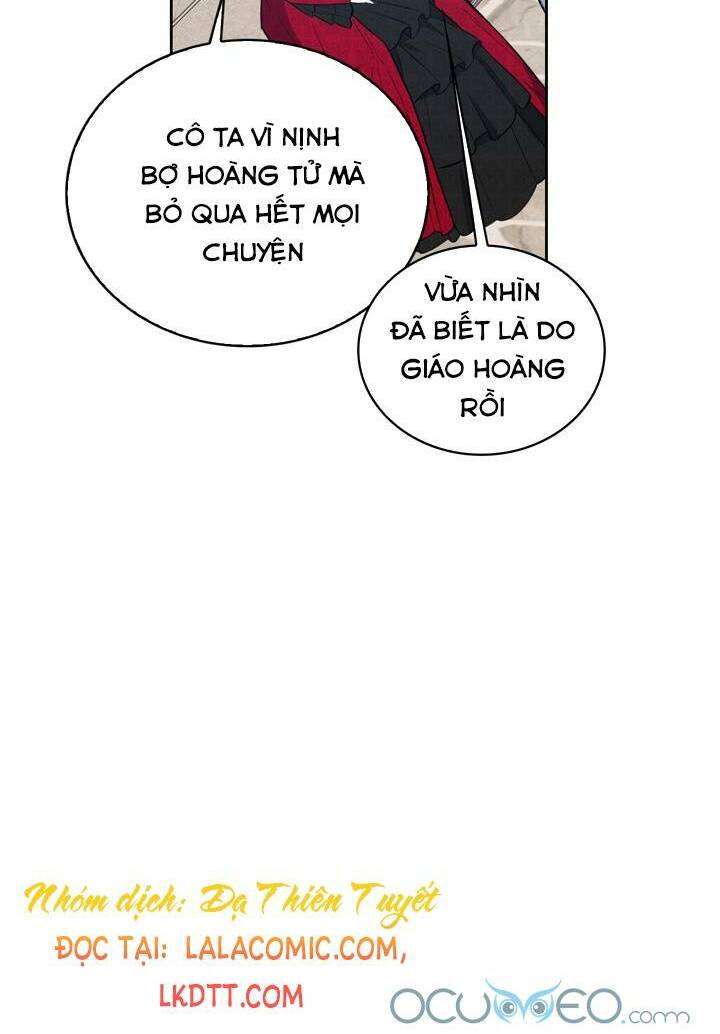 CÔ TA VÌ NỊNH
BỢ HOÀNG TỬ MÀ
BỎ QUA HẾT MỌI
CHUYỆN
VỪA NHÌN
ĐÃ BIẾT LÀ DO
GIÁO HOÀNG
RỒI
Nhóm dịch: Dạ Thiên Tuyết
ĐỌC TẠI: LALACOMIC.COM,
LKDTT.COM
OCUMEO.comm